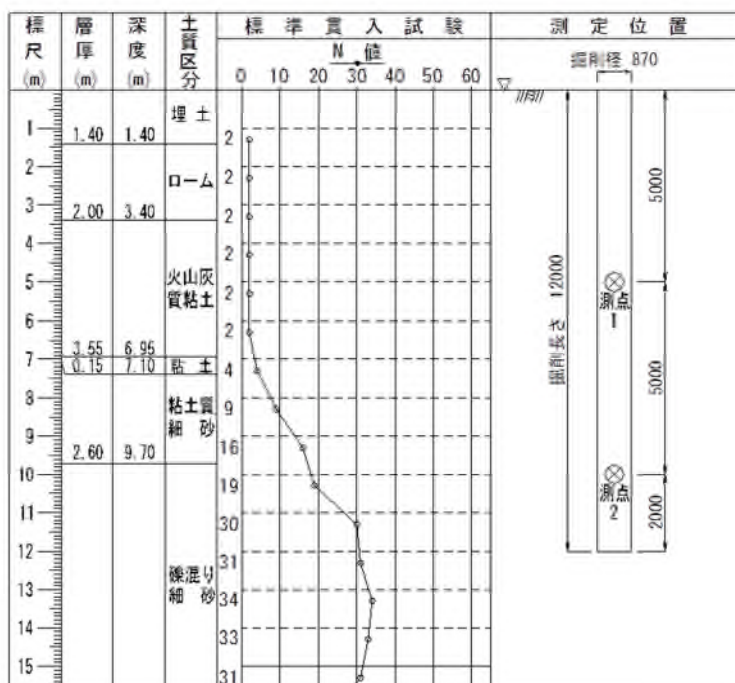 標尺(m) 層厚(m) 深度(m) 土質区分 標準貫入試験 測定位置
N 値
0 10 20 30 40 50 60
掘削径 870
埋土
1 1.40 1.40 2
2 ローム 2
3 2.00 3.40 2
4 2
5 火山灰質粘土 2
6 2
3.55 6.95
7 0.15 7.10 粘土 4
8 粘土質細砂 9
9 2.60 9.70 16
10 19
11 30
12 31
13 礫混り細砂 34
14 33
15 31
掘削長さ 12000
5000
測点
1
5000
測点
2
2000